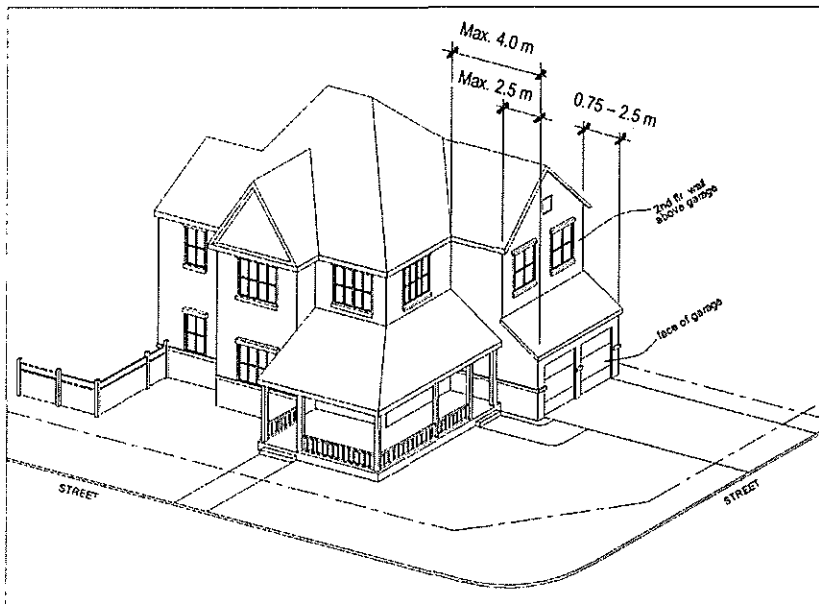 Max. 4.0 m
Max. 2.5 m
0.75 – 2.5 m
2nd flr wall
above garage
face of garage
STREET
STREET